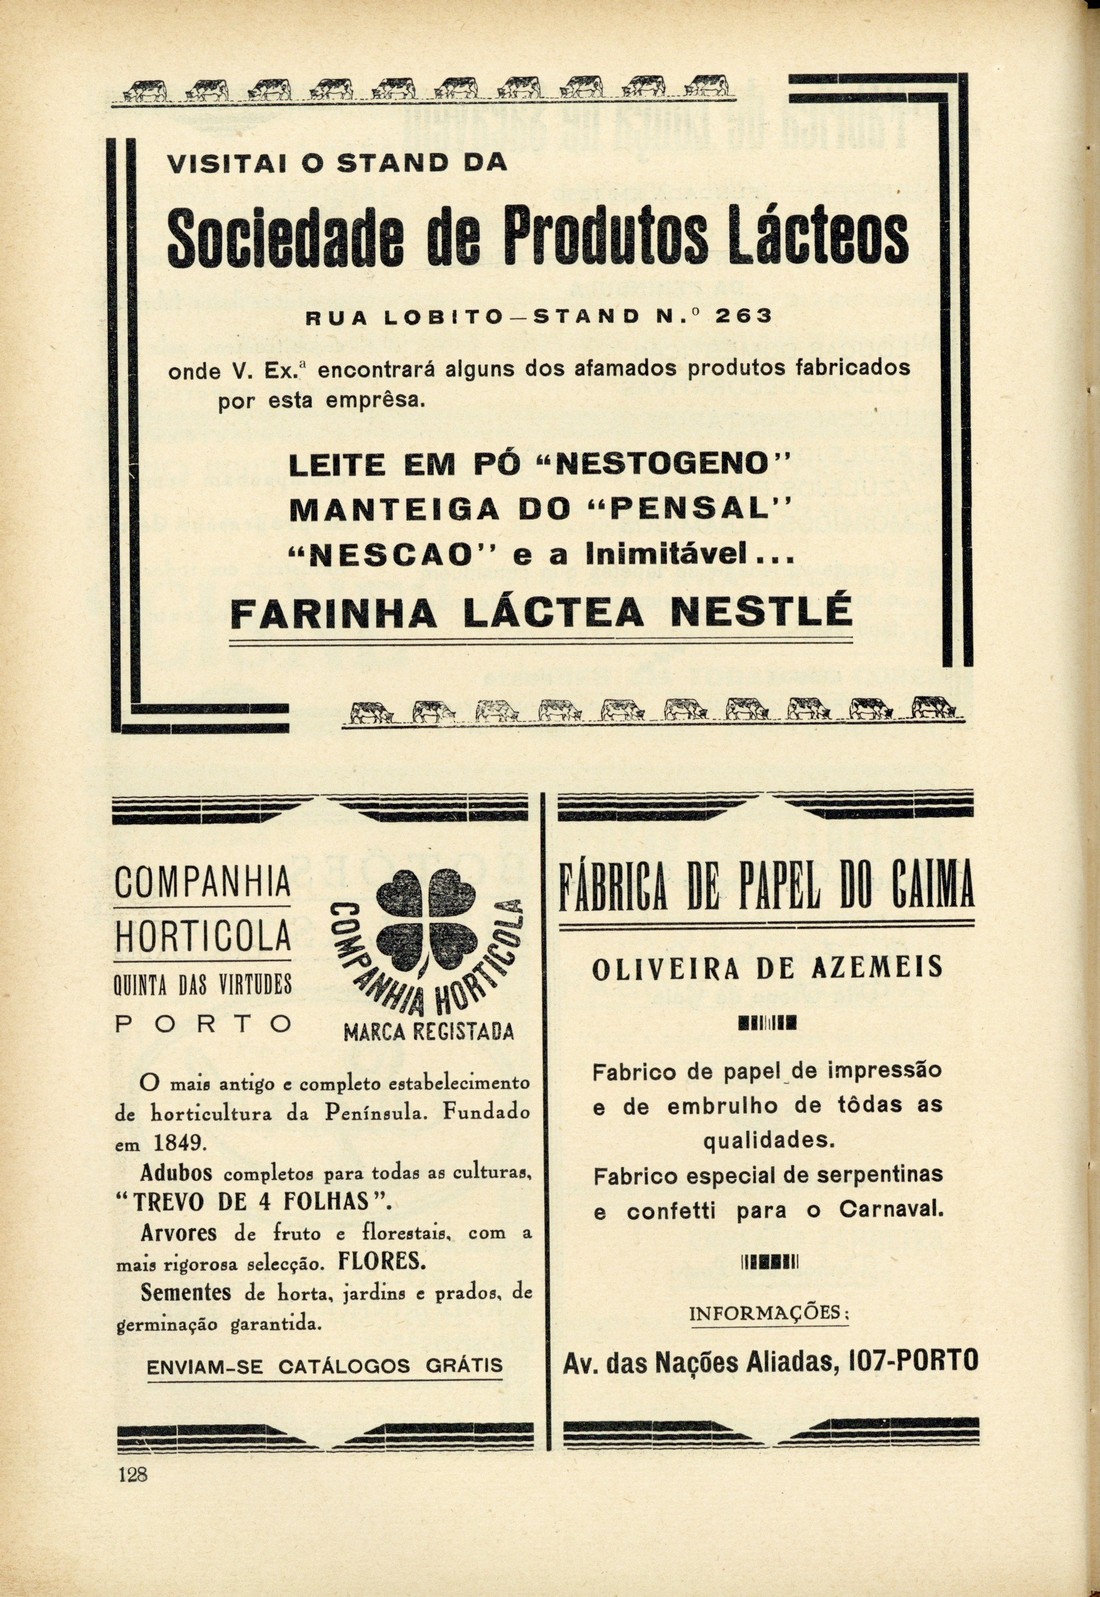 VISITAI O STAND DA
Sociedade de Produtos Lácteos
RUA LOBITO—STAND N.º 263
onde V. Ex.ª encontrará alguns dos afamados produtos fabricados
por esta emprêsa.
LEITE EM PÓ “NESTOGENO”
MANTEIGA DO “PENSAL”
“NESCAO” e a Inimitável...
FARINHA LÁCTEA NESTLÉ
COMPANHIA
HORTICOLA
QUINTA DAS VIRTUDES
PORTO
COMPANHIA HORTICOLA
MARCA REGISTADA
O mais antigo e completo estabelecimento
de horticultura da Península. Fundado
em 1849.
Adubos completos para todas as culturas,
“TREVO DE 4 FOLHAS”.
Arvores de fruto e florestais, com a
mais rigorosa selecção. FLORES.
Sementes de horta, jardins e prados, de
germinação garantida.
ENVIAM-SE CATÁLOGOS GRÁTIS
FÁBRICA DE PAPEL DO CAIMA
OLIVEIRA DE AZEMEIS
Fabrico de papel de impressão
e de embrulho de tôdas as
qualidades.
Fabrico especial de serpentinas
e confetti para o Carnaval.
INFORMAÇÕES:
Av. das Nações Aliadas, 107-PORTO
128